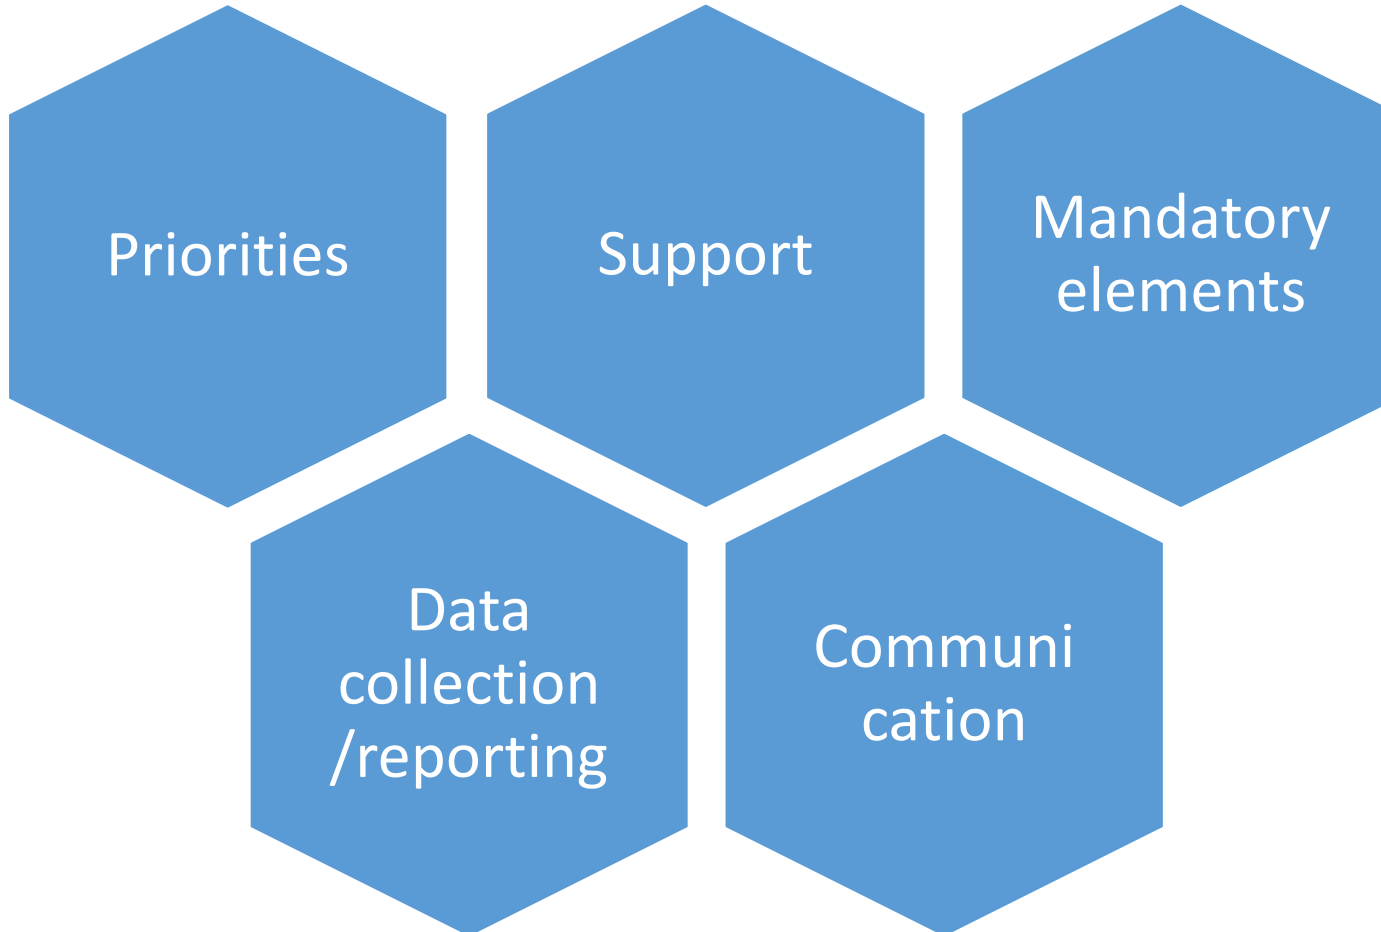 Priorities
Support
Mandatory
elements
Data
collection
/reporting
Communi
cation